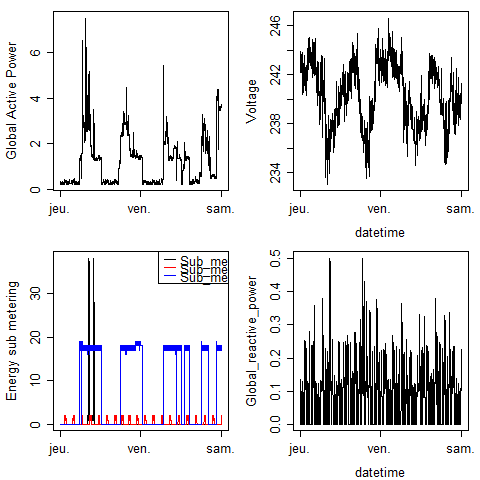 Global Active Power
6
4
2
0
jeu.
ven.
sam.
Voltage
246
242
238
234
jeu.
ven.
sam.
datetime
Energy sub metering
30
20
10
0
Sub_me
Sub_me
Sub_me
jeu.
ven.
sam.
Global_reactive_power
0.5
0.4
0.3
0.2
0.1
0.0
jeu.
ven.
sam.
datetime